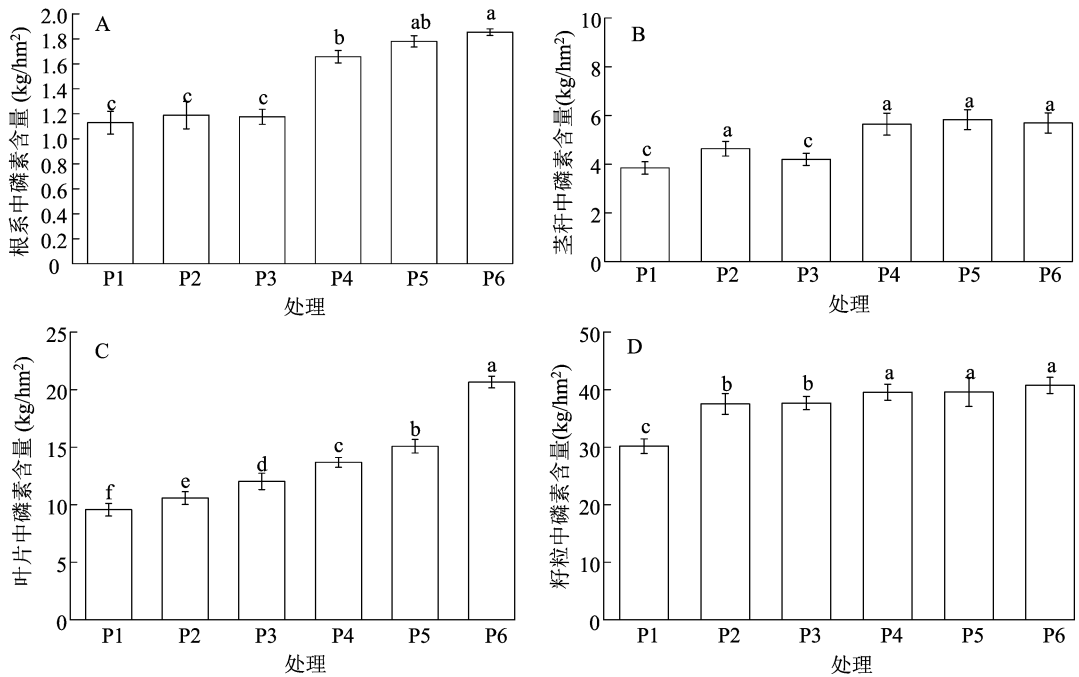 A
根系中磷素含量 (kg/hm2)
2.0
1.8
1.6
1.4
1.2
1.0
0.8
0.6
0.4
0.2
0
c
c
c
b
ab
a
P1 P2 P3 P4 P5 P6
处理
B
茎秆中磷素含量(kg/hm2)
10
8
6
4
2
0
c
a
c
a
a
a
P1 P2 P3 P4 P5 P6
处理
C
叶片中磷素含量 (kg/hm2)
25
20
15
10
5
0
f
e
d
c
b
a
P1 P2 P3 P4 P5 P6
处理
D
籽粒中磷素含量(kg/hm2)
50
40
30
20
10
0
c
b
b
a
a
a
P1 P2 P3 P4 P5 P6
处理